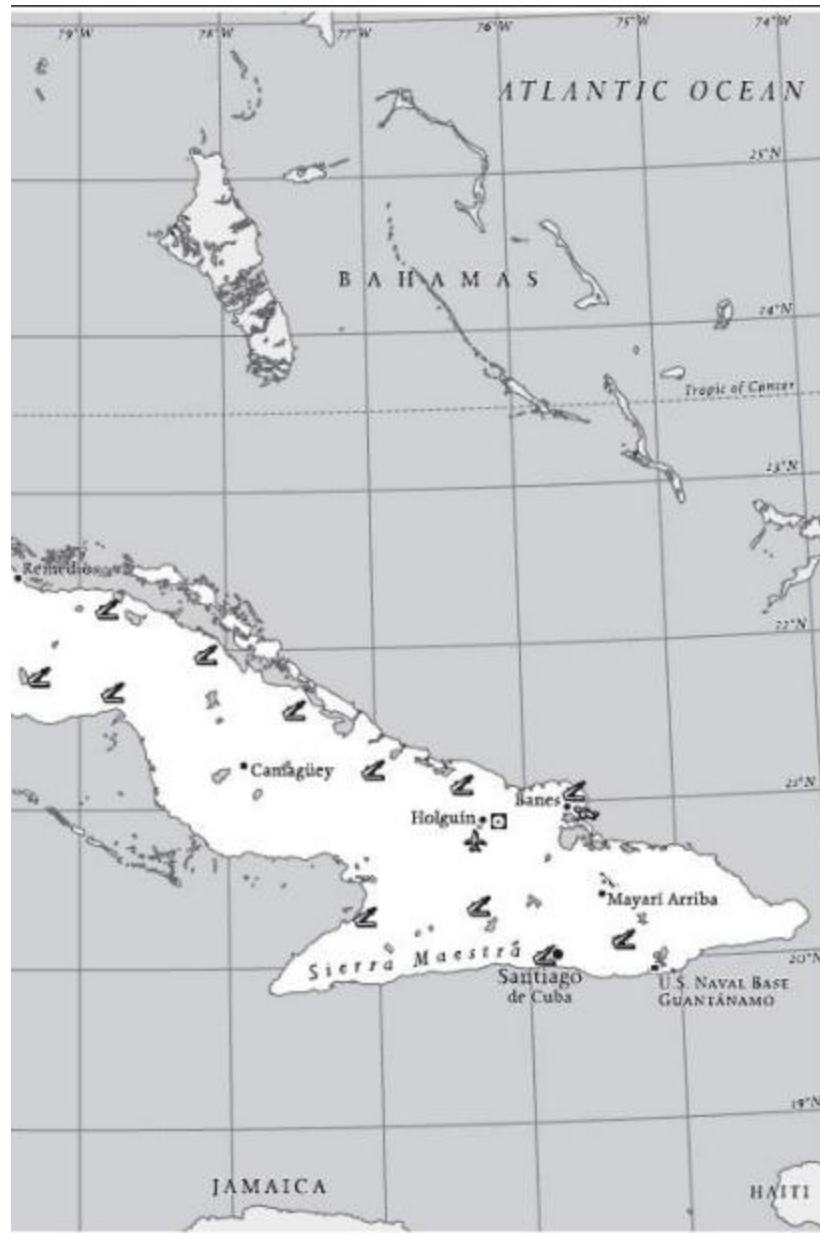 79°W 78°W 77°W 76°W 75°W 74°W
ATLANTIC OCEAN
25°N
BAHAMAS
24°N
Tropic of Cancer
23°N
Remedios
22°N
Camagüey
21°N
Banes
Holguín
Mayarí Arriba
Sierra Maestra
20°N
Santiago
de Cuba
U.S. NAVAL BASE
GUANTÁNAMO
19°N
JAMAICA
HAITI